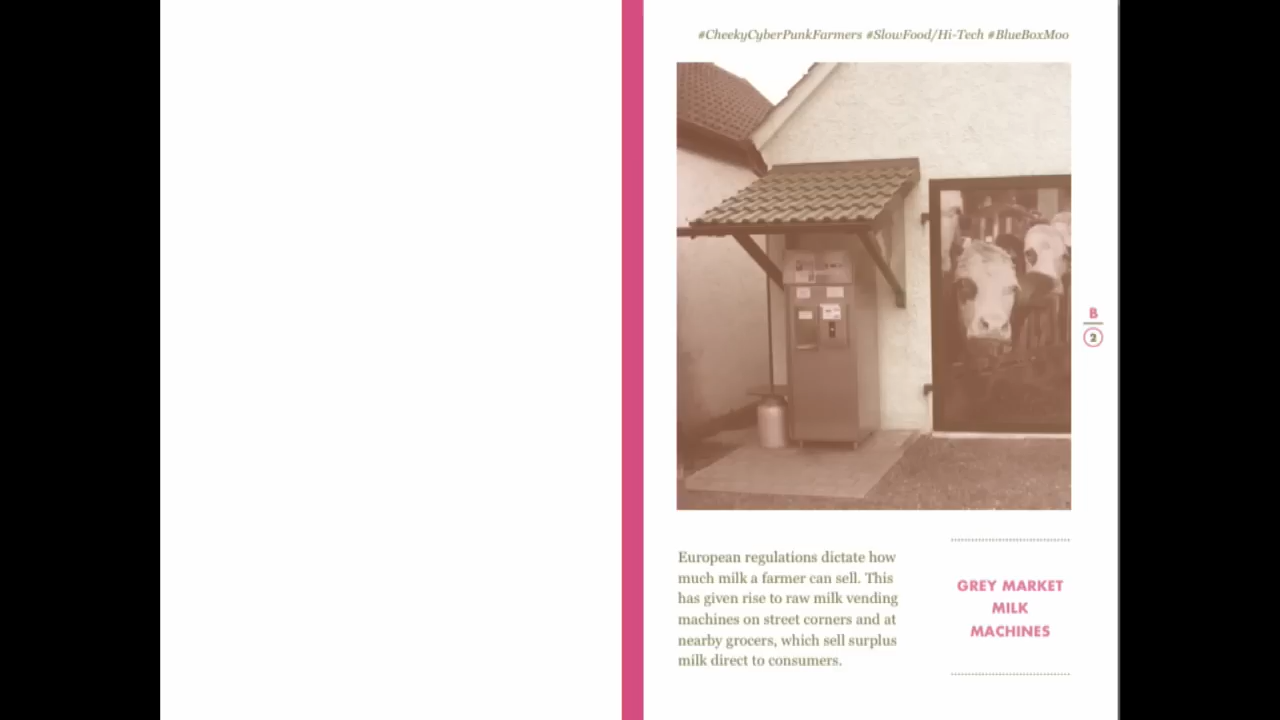 #CheekyCyberPunkFarmers #SlowFood/Hi-Tech #BlueBoxMoo
B
2
European regulations dictate how
much milk a farmer can sell. This
has given rise to raw milk vending
machines on street corners and at
nearby grocers, which sell surplus
milk direct to consumers.
GREY MARKET
MILK
MACHINES